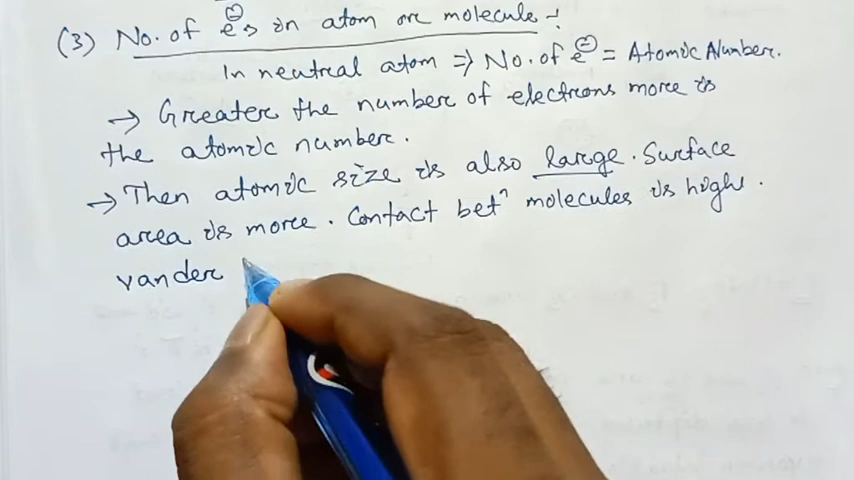 (3) No. of e⊖s in atom or molecule :-
In neutral atom ⇒ No. of e⊖ = Atomic Number.
→ Greater the number of electrons more is
the atomic number.
→ Then atomic size is also large. Surface
area is more. Contact betⁿ molecules is high.
vander